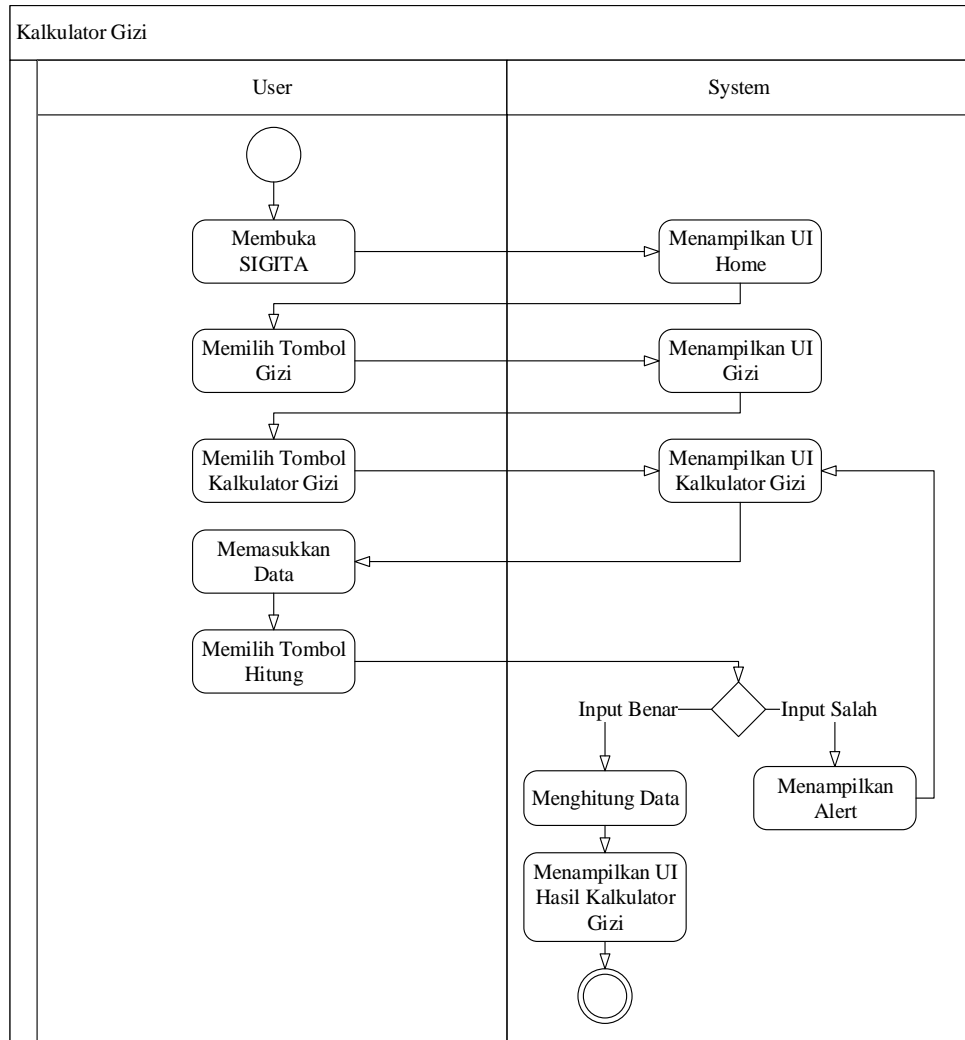 Kalkulator Gizi
User
System
Membuka
SIGITA
Menampilkan UI
Home
Memilih Tombol
Gizi
Menampilkan UI
Gizi
Memilih Tombol
Kalkulator Gizi
Menampilkan UI
Kalkulator Gizi
Memasukkan
Data
Memilih Tombol
Hitung
Input Benar
Input Salah
Menghitung Data
Menampilkan
Alert
Menampilkan UI
Hasil Kalkulator
Gizi